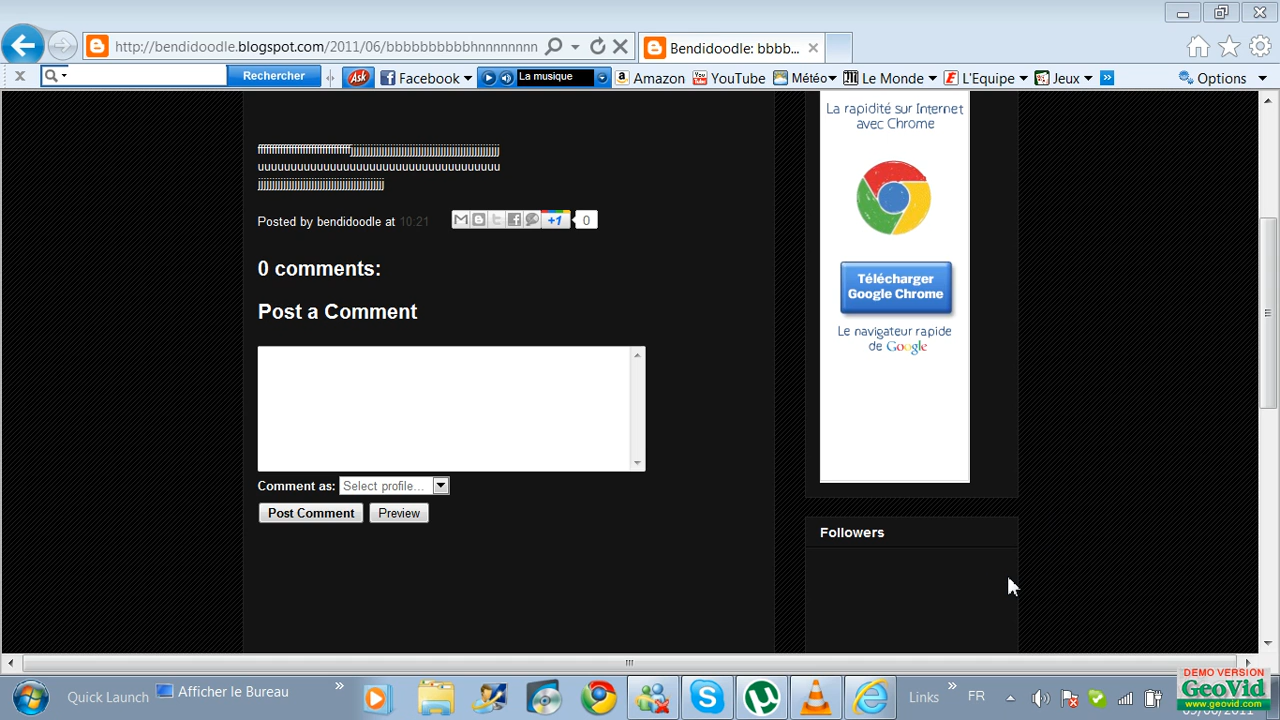 http://bendidoodle.blogspot.com/2011/06/bbbbbbbbbbhnnnnnnnn
Bendidoodle: bbbb...
Rechercher
Ask
Facebook
La musique
Amazon
YouTube
Météo
Le Monde
L'Equipe
Jeux
Options
La rapidité sur Internet
avec Chrome
Télécharger
Google Chrome
Le navigateur rapide
de Google
Posted by bendidoodle at 10:21
+1
0
0 comments:
Post a Comment
Comment as: Select profile...
Post Comment
Preview
Followers
Quick Launch
Afficher le Bureau
Links
FR
DEMO VERSION
GeoVid
www.geovid.com